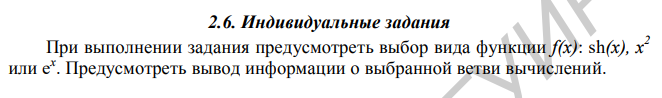 2.6. Индивидуальные задания
При выполнении задания предусмотреть выбор вида функции f(x): sh(x), x²
или eˣ. Предусмотреть вывод информации о выбранной ветви вычислений.